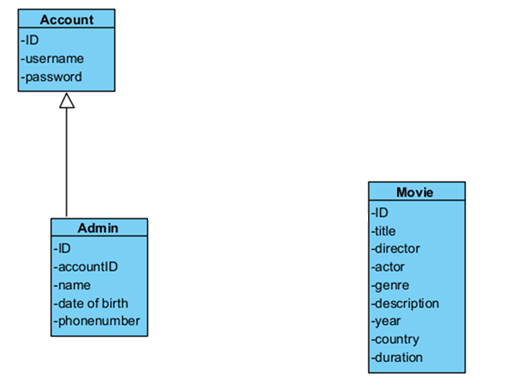 Account
-ID
-username
-password
Admin
-ID
-accountID
-name
-date of birth
-phonenumber
Movie
-ID
-title
-director
-actor
-genre
-description
-year
-country
-duration